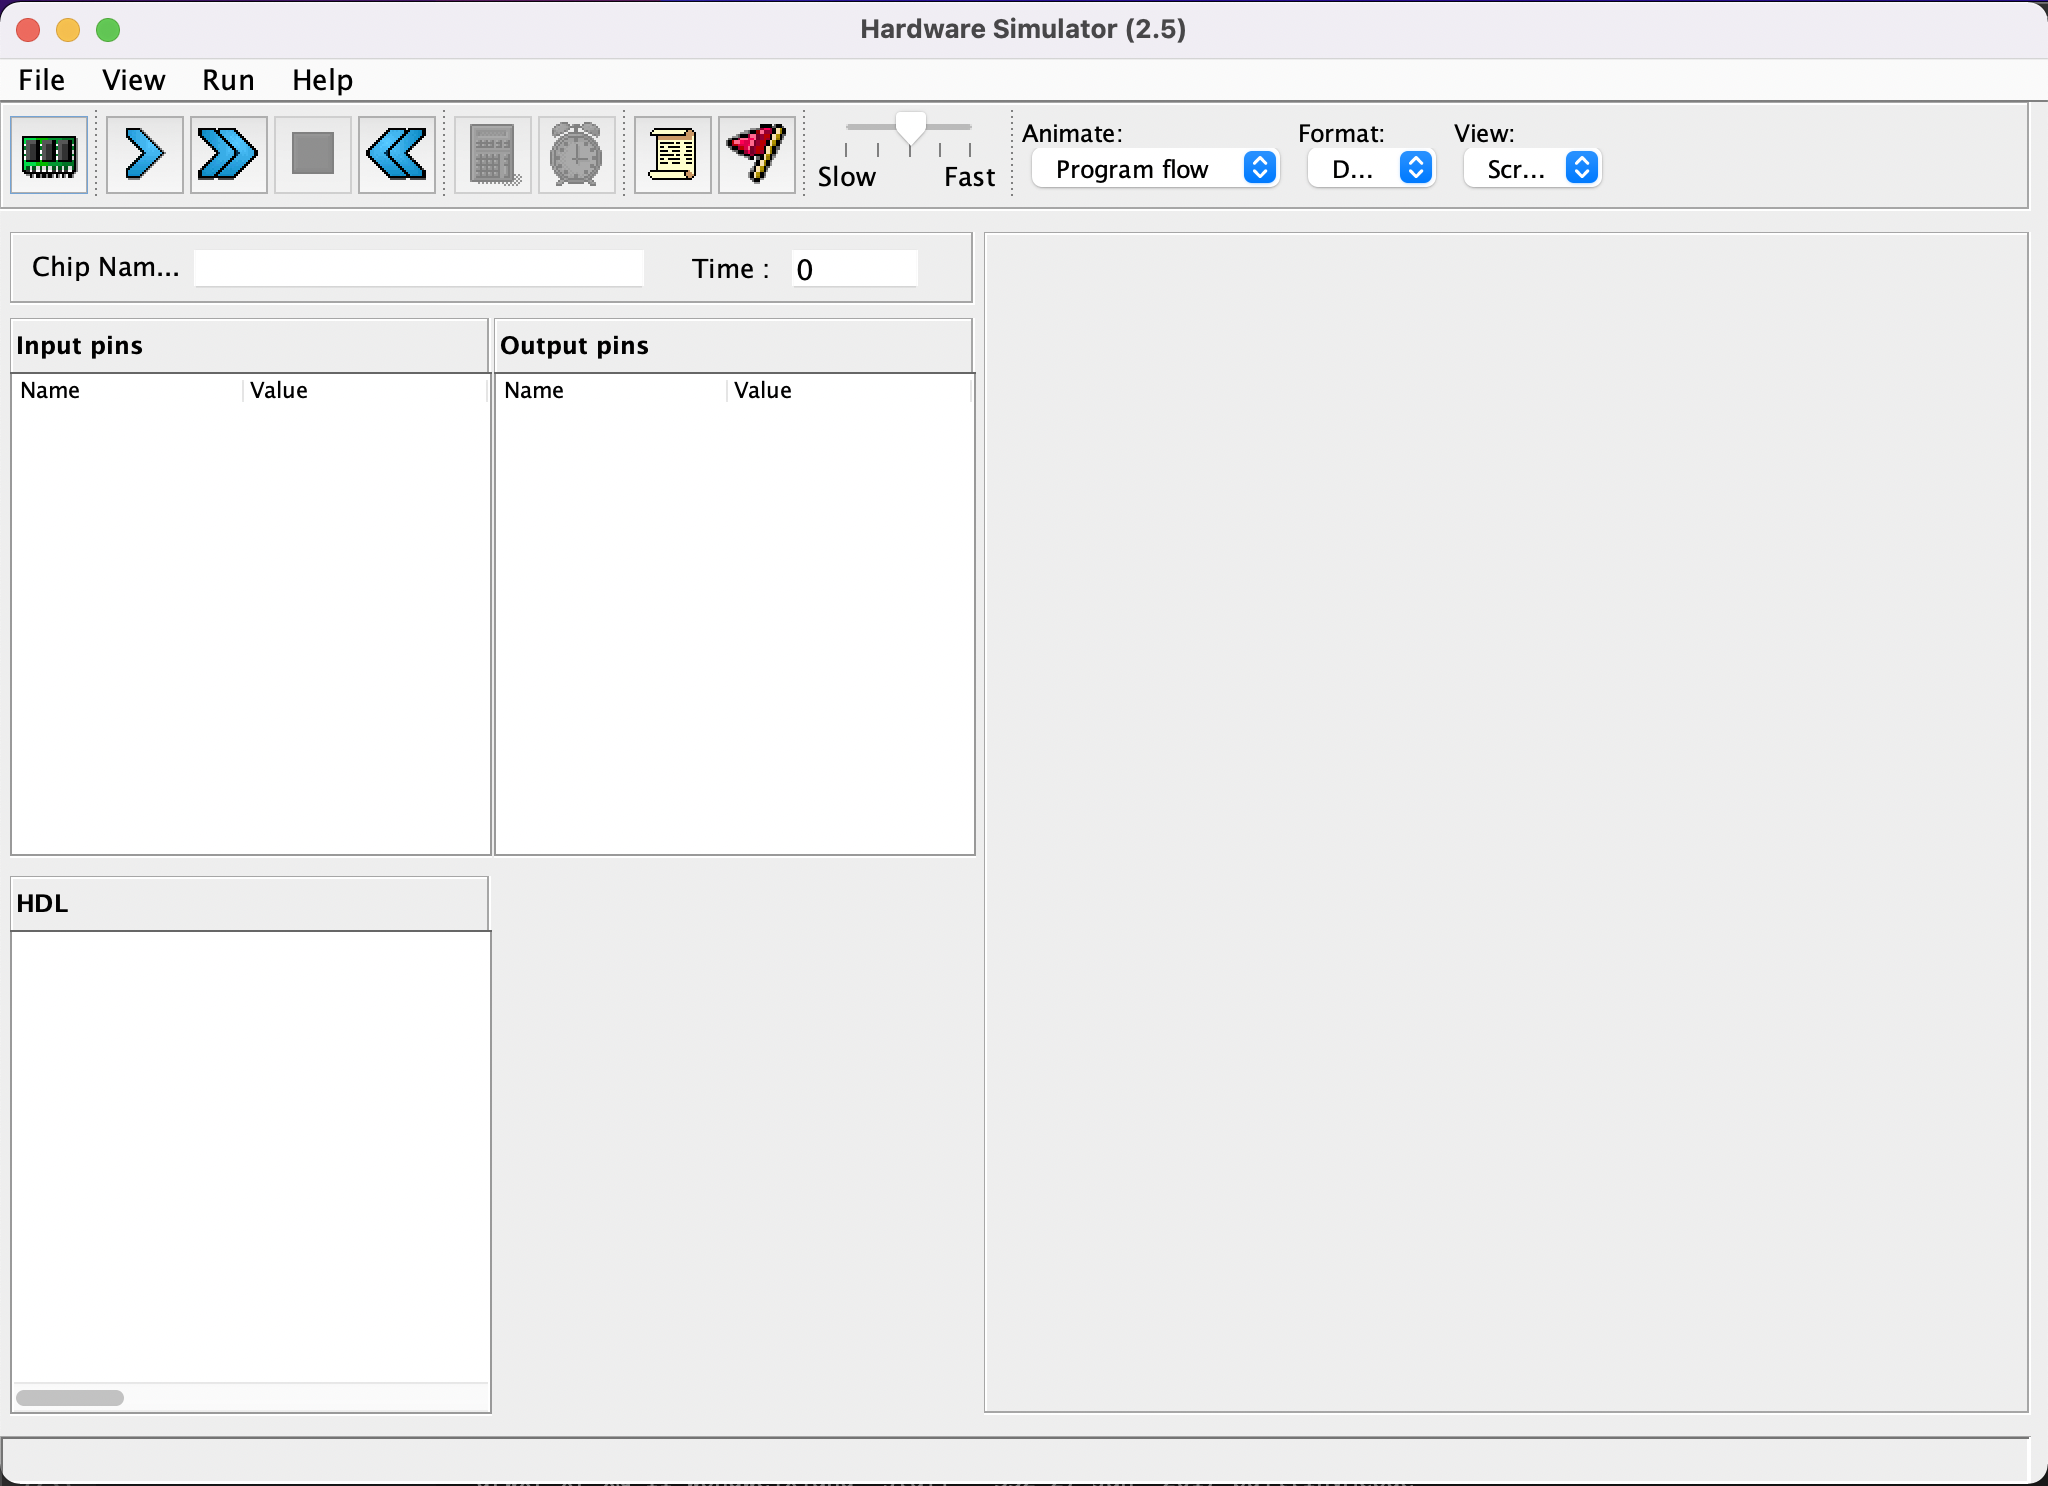 Hardware Simulator (2.5)
File View Run Help
Animate: Format: View:
Slow Fast Program flow D... Scr...
Chip Nam... Time : 0
Input pins Output pins
Name Value Name Value
HDL